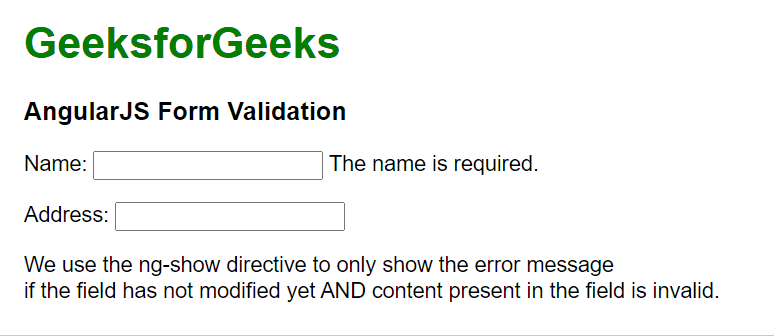 GeeksforGeeks
AngularJS Form Validation
Name: The name is required.
Address:
We use the ng-show directive to only show the error message
if the field has not modified yet AND content present in the field is invalid.